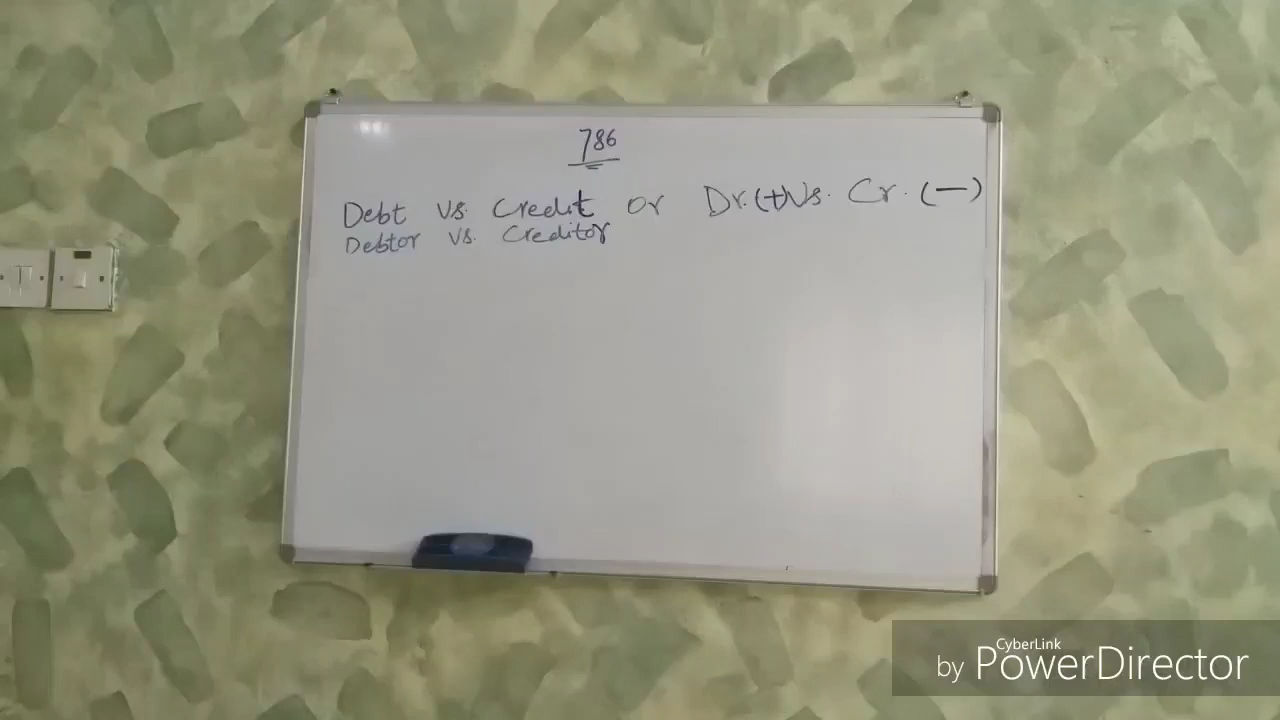 786
Debt vs. Credit or Dr.(+)Vs. Cr. (-)
Debtor vs. Creditor
CyberLink
by PowerDirector